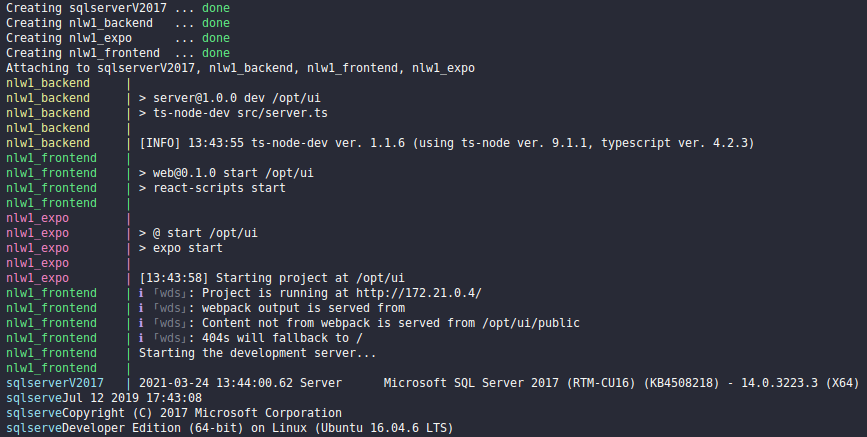 Creating sqlserverV2017 ... done
Creating nlw1_backend   ... done
Creating nlw1_expo      ... done
Creating nlw1_frontend  ... done
Attaching to sqlserverV2017, nlw1_backend, nlw1_frontend, nlw1_expo
nlw1_backend     |
nlw1_backend     | > server@1.0.0 dev /opt/ui
nlw1_backend     | > ts-node-dev src/server.ts
nlw1_backend     |
nlw1_backend     | [INFO] 13:43:55 ts-node-dev ver. 1.1.6 (using ts-node ver. 9.1.1, typescript ver. 4.2.3)
nlw1_frontend    |
nlw1_frontend    | > web@0.1.0 start /opt/ui
nlw1_frontend    | > react-scripts start
nlw1_frontend    |
nlw1_expo        |
nlw1_expo        | > @ start /opt/ui
nlw1_expo        | > expo start
nlw1_expo        |
nlw1_expo        | [13:43:58] Starting project at /opt/ui
nlw1_frontend    | ℹ ｢wds｣: Project is running at http://172.21.0.4/
nlw1_frontend    | ℹ ｢wds｣: webpack output is served from
nlw1_frontend    | ℹ ｢wds｣: Content not from webpack is served from /opt/ui/public
nlw1_frontend    | ℹ ｢wds｣: 404s will fallback to /
nlw1_frontend    | Starting the development server...
nlw1_frontend    |
sqlserverV2017   | 2021-03-24 13:44:00.62 Server      Microsoft SQL Server 2017 (RTM-CU16) (KB4508218) - 14.0.3223.3 (X64)
sqlserveJul 12 2019 17:43:08
sqlserveCopyright (C) 2017 Microsoft Corporation
sqlserveDeveloper Edition (64-bit) on Linux (Ubuntu 16.04.6 LTS)